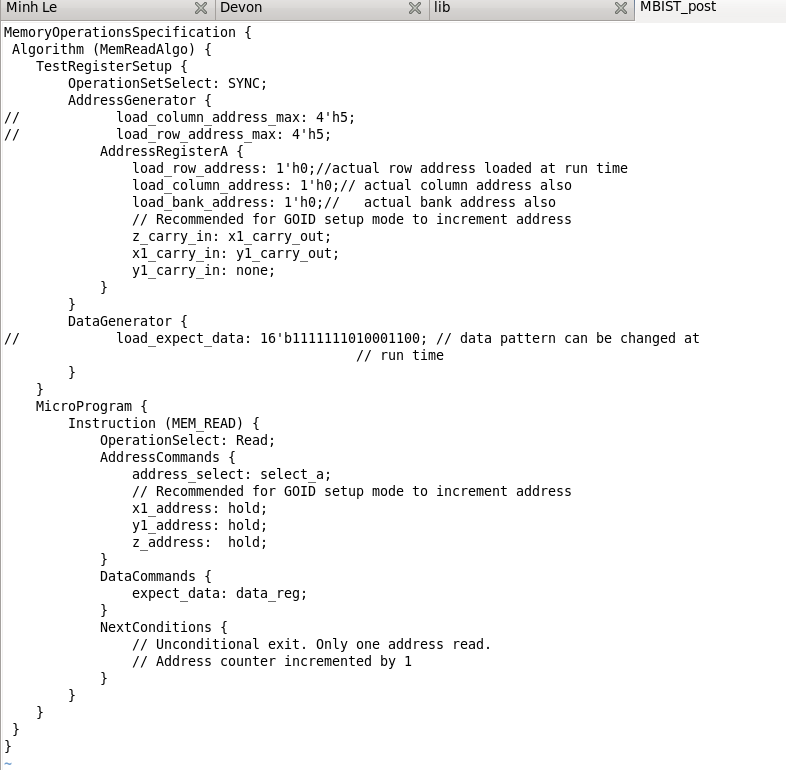 Minh Le Devon lib MBIST_post
MemoryOperationsSpecification {
 Algorithm (MemReadAlgo) {
    TestRegisterSetup {
        OperationSetSelect: SYNC;
        AddressGenerator {
//            load_column_address_max: 4'h5;
//            load_row_address_max: 4'h5;
            AddressRegisterA {
                load_row_address: 1'h0;//actual row address loaded at run time
                load_column_address: 1'h0;// actual column address also
                load_bank_address: 1'h0;//   actual bank address also
                // Recommended for GOID setup mode to increment address
                z_carry_in: x1_carry_out;
                x1_carry_in: y1_carry_out;
                y1_carry_in: none;
            }
        }
        DataGenerator {
//            load_expect_data: 16'b1111111010001100; // data pattern can be changed at
                                            // run time
        }
    }
    MicroProgram {
        Instruction (MEM_READ) {
            OperationSelect: Read;
            AddressCommands {
                address_select: select_a;
                // Recommended for GOID setup mode to increment address
                x1_address: hold;
                y1_address: hold;
                z_address:  hold;
            }
            DataCommands {
                expect_data: data_reg;
            }
            NextConditions {
                // Unconditional exit. Only one address read.
                // Address counter incremented by 1
            }
        }
    }
 }
}
~